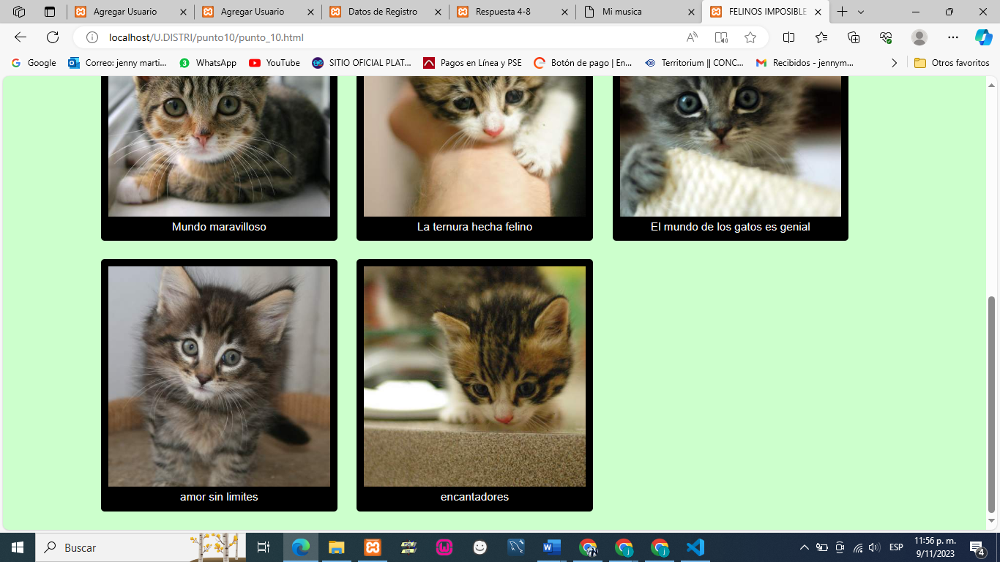 Agregar Usuario
Agregar Usuario
Datos de Registro
Respuesta 4-8
Mi musica
FELINOS IMPOSIBLE
localhost/U.DISTRI/punto10/punto_10.html
Google
Correo: jenny marti...
3
WhatsApp
YouTube
SITIO OFICIAL PLAT...
Pagos en Línea y PSE
Botón de pago | En...
Territorium || CONC...
Recibidos - jennym...
Otros favoritos
Mundo maravilloso
La ternura hecha felino
El mundo de los gatos es genial
amor sin limites
encantadores
Buscar
ESP
11:56 p. m.
9/11/2023
4